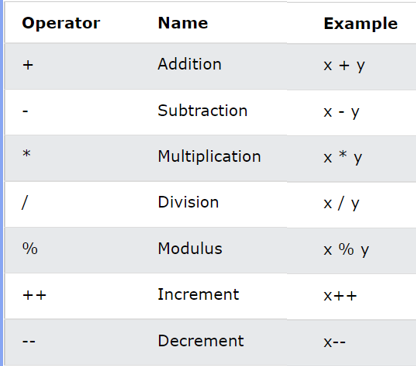 Operator Name Example
+ Addition x + y
- Subtraction x - y
* Multiplication x * y
/ Division x / y
% Modulus x % y
++ Increment x++
-- Decrement x--